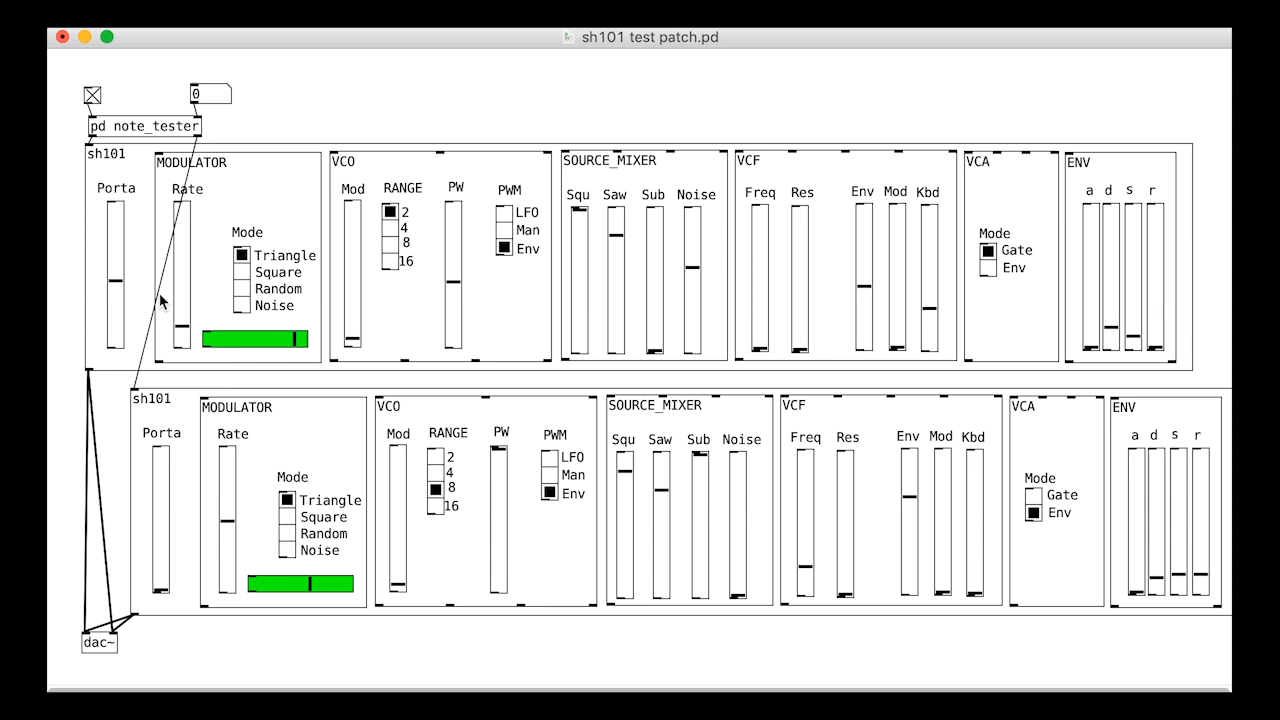 sh101 test patch.pd
0
pd note_tester
sh101
MODULATOR
VCO
SOURCE_MIXER
VCF
VCA
ENV
Porta
Rate
Mod
RANGE
PW
PWM
Squ Saw Sub Noise
Freq Res
Env Mod Kbd
a d s r
2
4
8
16
LFO
Man
Env
Mode
Triangle
Square
Random
Noise
Mode
Gate
Env
sh101
MODULATOR
VCO
SOURCE_MIXER
VCF
VCA
ENV
Porta
Rate
Mod
RANGE
PW
PWM
Squ Saw Sub Noise
Freq Res
Env Mod Kbd
a d s r
2
4
8
16
LFO
Man
Env
Mode
Triangle
Square
Random
Noise
Mode
Gate
Env
dac~